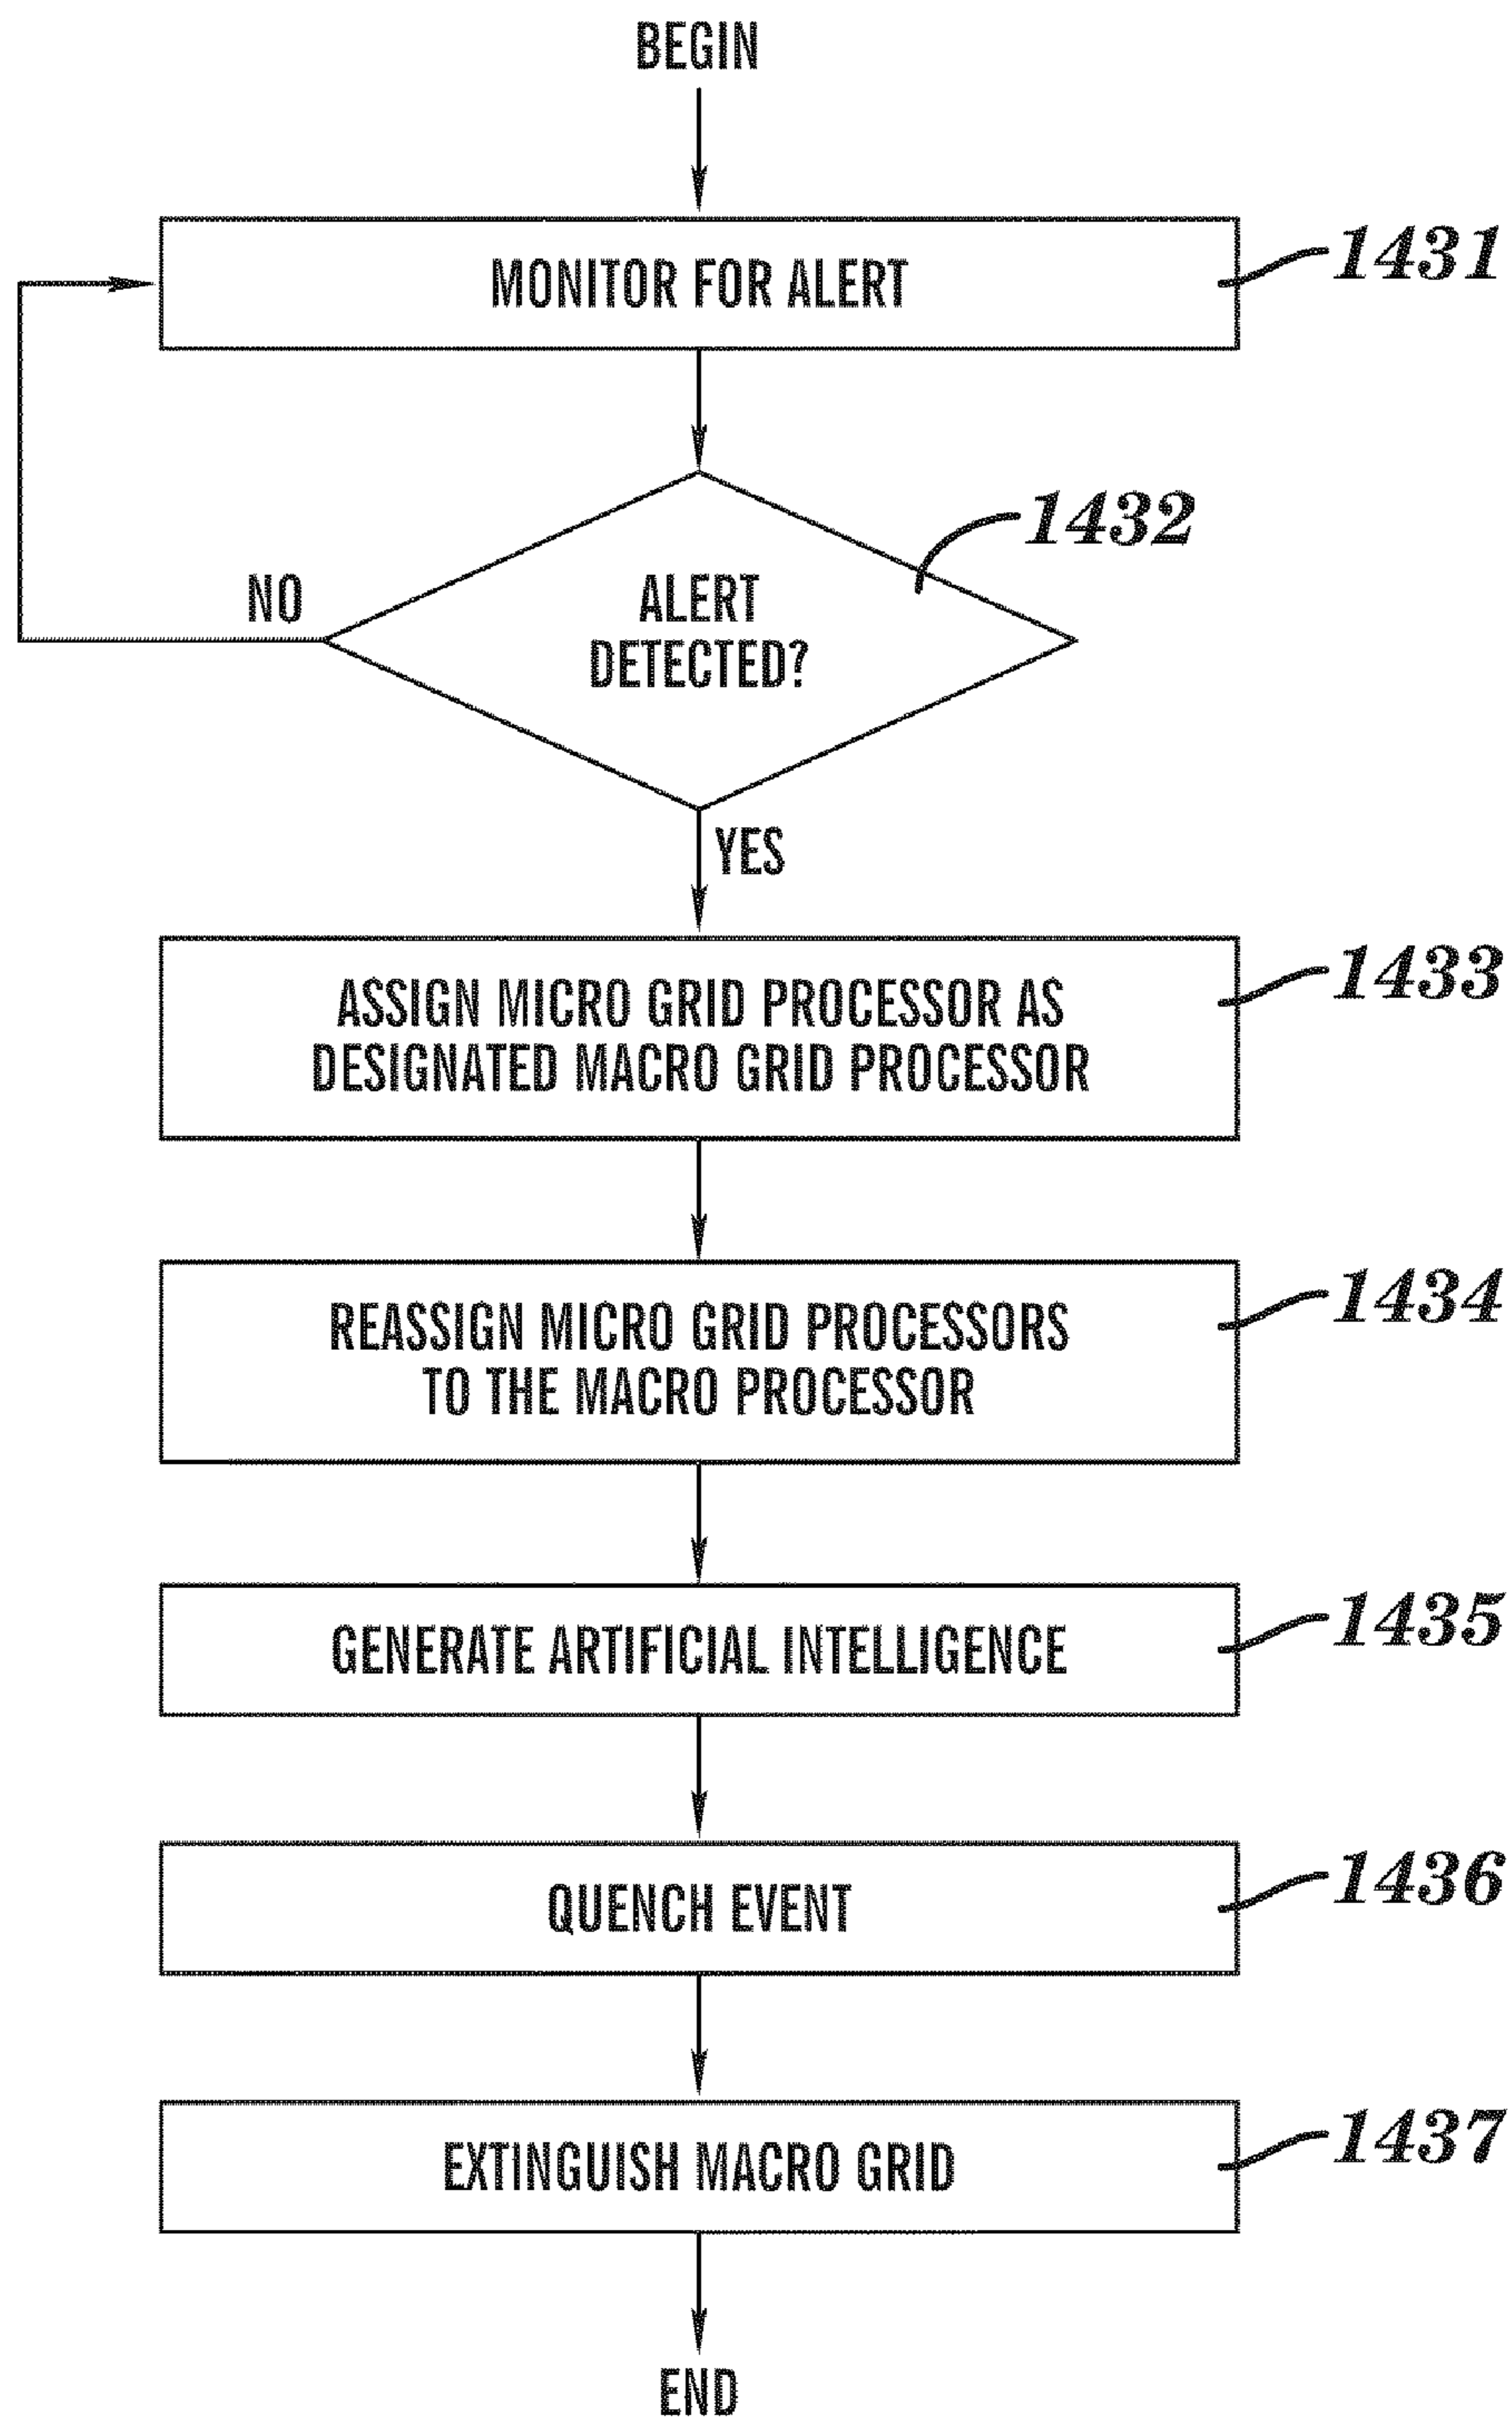 BEGIN
MONITOR FOR ALERT
1431
1432
NO
ALERT
DETECTED?
YES
ASSIGN MICRO GRID PROCESSOR AS
DESIGNATED MACRO GRID PROCESSOR
1433
REASSIGN MICRO GRID PROCESSORS
TO THE MACRO PROCESSOR
1434
GENERATE ARTIFICIAL INTELLIGENCE
1435
QUENCH EVENT
1436
EXTINGUISH MACRO GRID
1437
END